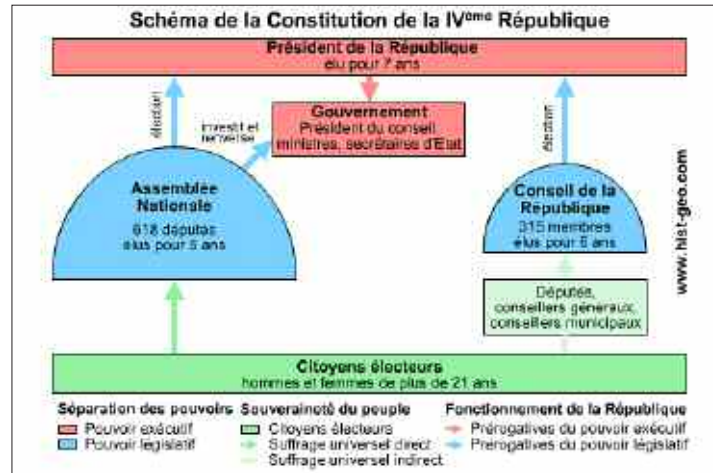 Schéma de la Constitution de la IVème République
Président de la République
élu pour 7 ans
Gouvernement
Président du conseil
ministres, secrétaires d'Etat
élection
investit et
renverse
élection
Assemblée
Nationale
618 députés
élus pour 5 ans
Conseil de la
République
315 membres
élus pour 6 ans
www.hist-geo.com
Députés,
conseillers généraux,
conseillers municipaux
Citoyens électeurs
hommes et femmes de plus de 21 ans
Séparation des pouvoirs
Pouvoir exécutif
Pouvoir législatif
Souveraineté du peuple
Citoyens électeurs
Suffrage universel direct
Suffrage universel indirect
Fonctionnement de la République
Prérogatives du pouvoir exécutif
Prérogatives du pouvoir législatif